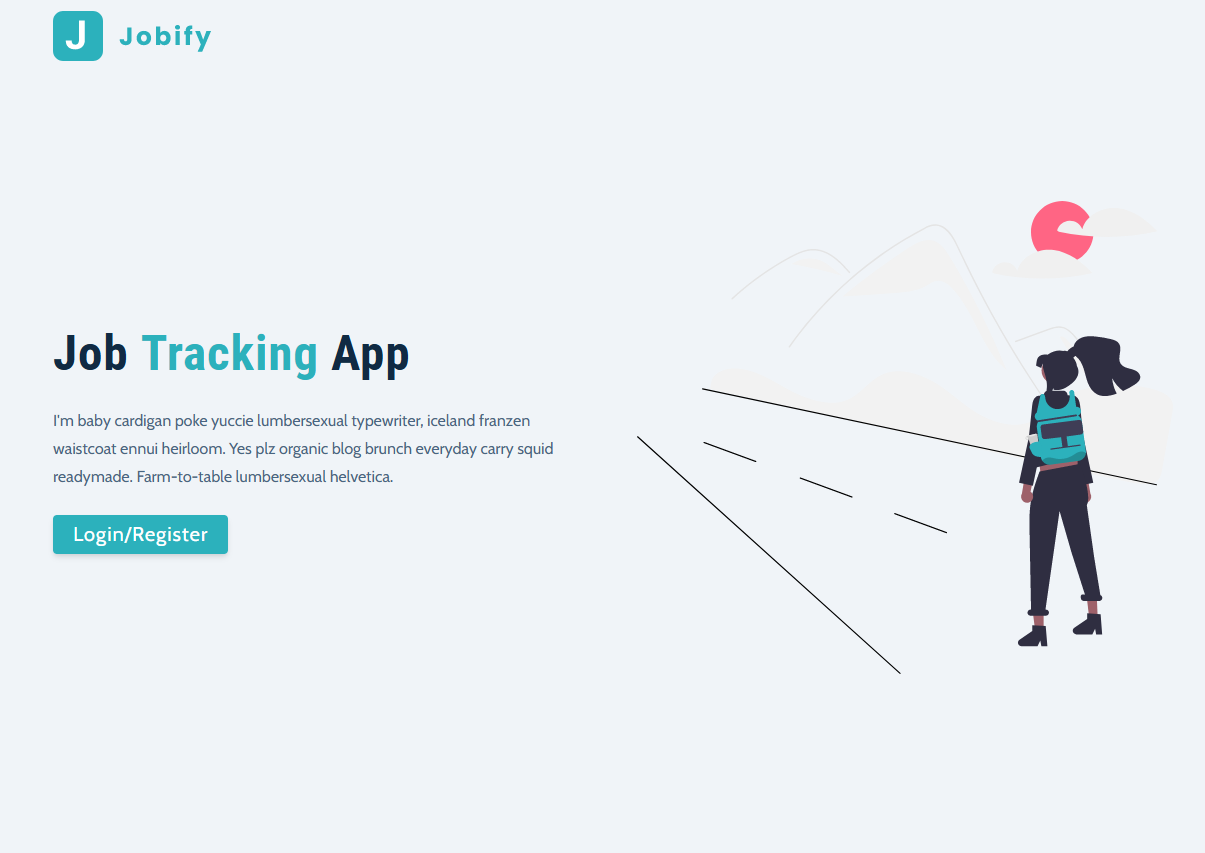 J Jobify
Job Tracking App
I'm baby cardigan poke yuccie lumbersexual typewriter, iceland franzen
waistcoat ennui heirloom. Yes plz organic blog brunch everyday carry squid
readymade. Farm-to-table lumbersexual helvetica.
Login/Register